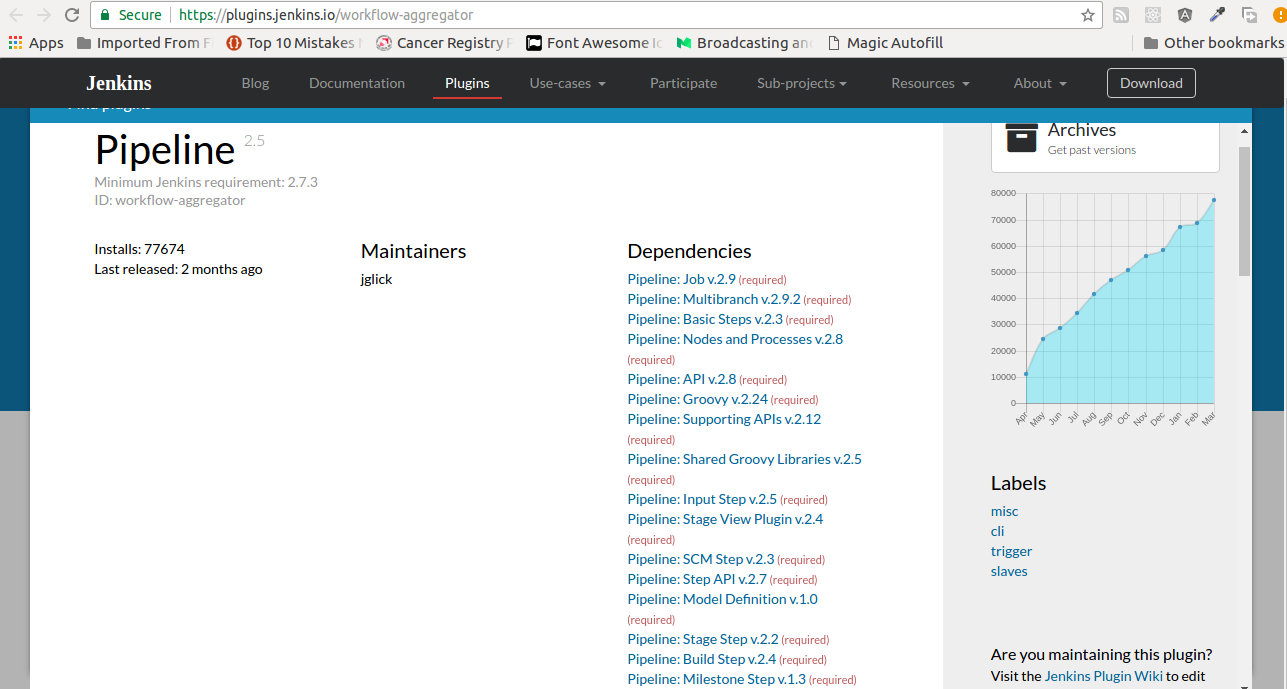 Secure https://plugins.jenkins.io/workflow-aggregator
Apps Imported From F Top 10 Mistakes Cancer Registry P Font Awesome Ic Broadcasting an Magic Autofill Other bookmarks
Jenkins Blog Documentation Plugins Use-cases Participate Sub-projects Resources About Download
Find plugins
Pipeline 2.5
Minimum Jenkins requirement: 2.7.3
ID: workflow-aggregator
Installs: 77674
Last released: 2 months ago
Maintainers
jglick
Dependencies
Pipeline: Job v.2.9 (required)
Pipeline: Multibranch v.2.9.2 (required)
Pipeline: Basic Steps v.2.3 (required)
Pipeline: Nodes and Processes v.2.8
(required)
Pipeline: API v.2.8 (required)
Pipeline: Groovy v.2.24 (required)
Pipeline: Supporting APIs v.2.12
(required)
Pipeline: Shared Groovy Libraries v.2.5
(required)
Pipeline: Input Step v.2.5 (required)
Pipeline: Stage View Plugin v.2.4
(required)
Pipeline: SCM Step v.2.3 (required)
Pipeline: Step API v.2.7 (required)
Pipeline: Model Definition v.1.0
(required)
Pipeline: Stage Step v.2.2 (required)
Pipeline: Build Step v.2.4 (required)
Pipeline: Milestone Step v.1.3 (required)
Archives
Get past versions
80000
70000
60000
50000
40000
30000
20000
10000
0
Apr May Jun Jul Aug Sep Oct Nov Dec Jan Feb Mar
Labels
misc
cli
trigger
slaves
Are you maintaining this plugin?
Visit the Jenkins Plugin Wiki to edit